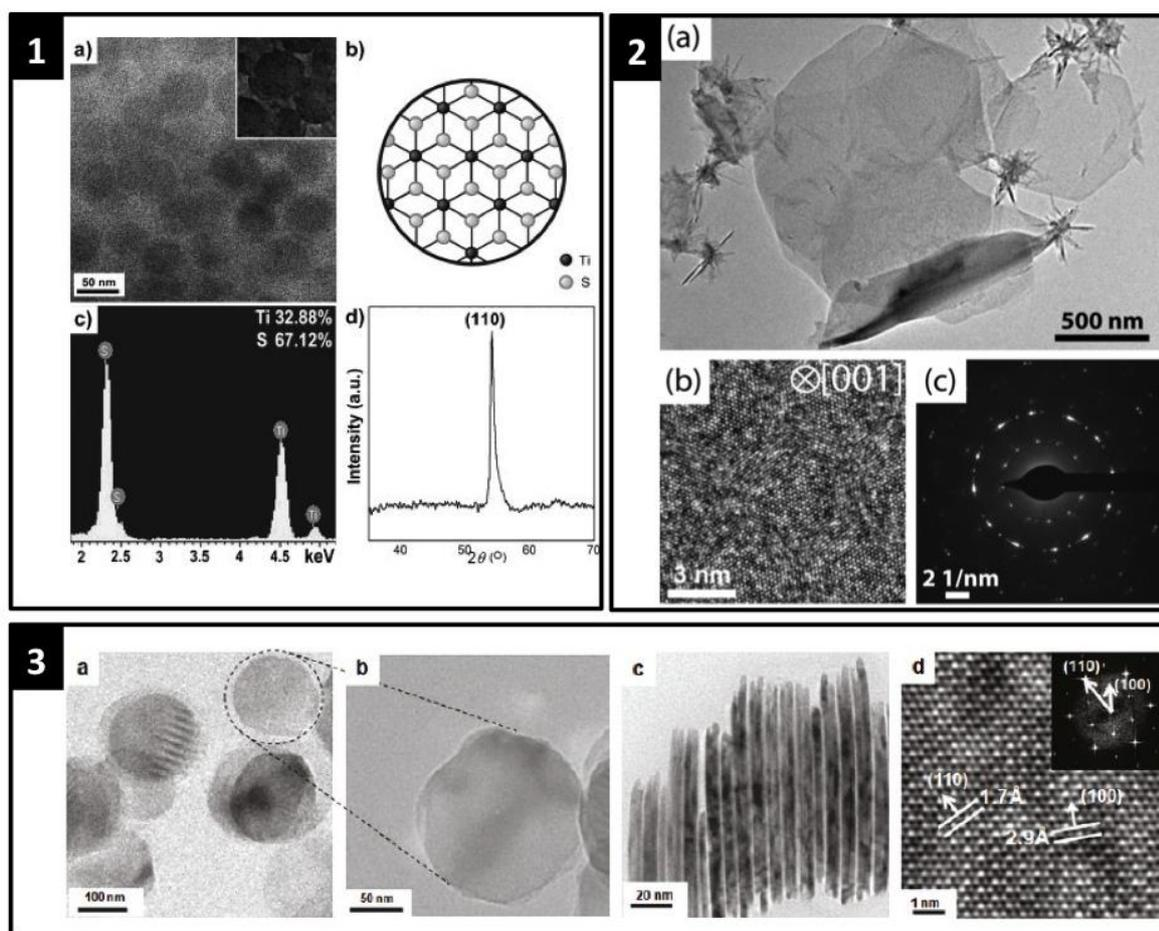 1
a)
50 nm
b)
Ti
S
c)
Ti 32.88%
S 67.12%
S
S
Ti
Ti
2 2.5 3 3.5 4 4.5 keV
d)
(110)
Intensity (a.u.)
40 50 60 70
2θ (°)
2
(a)
500 nm
(b)
⊗[001]
3 nm
(c)
2 1/nm
3
a
100 nm
b
50 nm
c
20 nm
d
(110)
(100)
(110)
1.7Å
(100)
2.9Å
1 nm